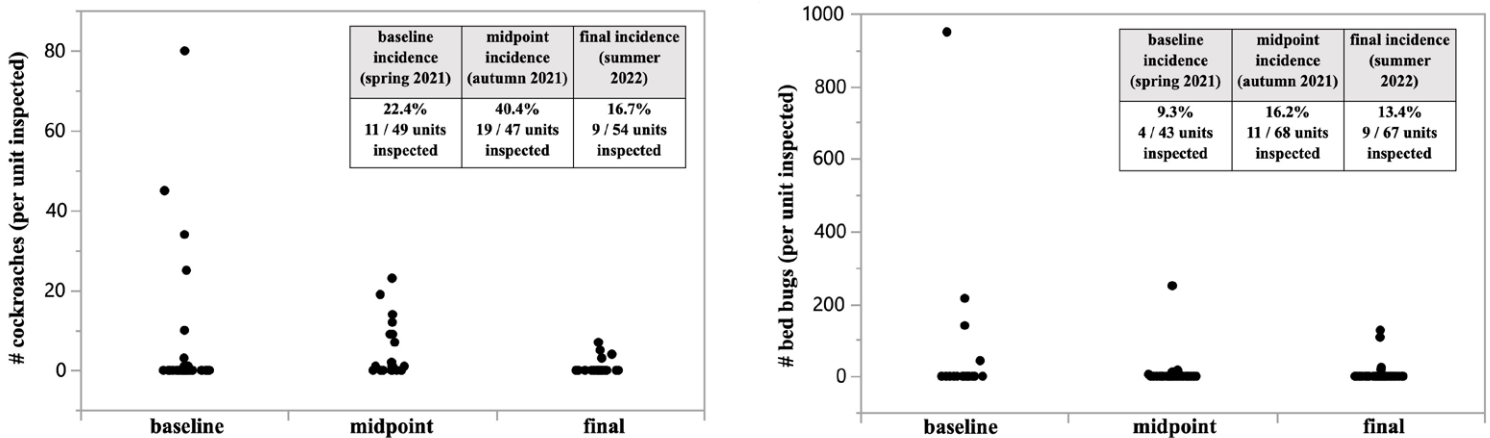 # cockroaches (per unit inspected)
80
60
40
20
0
baseline incidence (spring 2021)
midpoint incidence (autumn 2021)
final incidence (summer 2022)
22.4%
11 / 49 units inspected
40.4%
19 / 47 units inspected
16.7%
9 / 54 units inspected
baseline
midpoint
final
# bed bugs (per unit inspected)
1000
800
600
400
200
0
baseline incidence (spring 2021)
midpoint incidence (autumn 2021)
final incidence (summer 2022)
9.3%
4 / 43 units inspected
16.2%
11 / 68 units inspected
13.4%
9 / 67 units inspected
baseline
midpoint
final